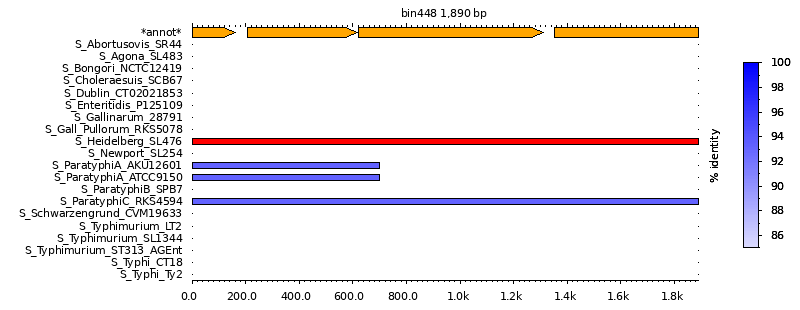 bin448 1,890 bp
*annot*
S_Abortusovis_SR44
S_Agona_SL483
S_Bongori_NCTC12419
S_Choleraesuis_SCB67
S_Dublin_CT02021853
S_Enteritidis_P125109
S_Gallinarum_28791
S_Gall_Pullorum_RKS5078
S_Heidelberg_SL476
S_Newport_SL254
S_ParatyphiA_AKU12601
S_ParatyphiA_ATCC9150
S_ParatyphiB_SPB7
S_ParatyphiC_RKS4594
S_Schwarzengrund_CVM19633
S_Typhimurium_LT2
S_Typhimurium_SL1344
S_Typhimurium_ST313_AGEnt
S_Typhi_CT18
S_Typhi_Ty2
0.0 200.0 400.0 600.0 800.0 1.0k 1.2k 1.4k 1.6k 1.8k
% identity
100
98
96
94
92
90
88
86